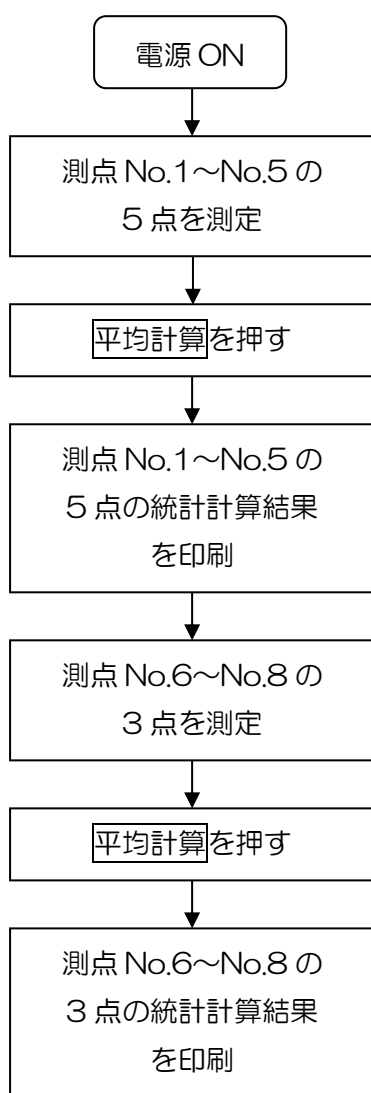 電源 ON
測点 No.1～No.5 の
5 点を測定
平均計算を押す
測点 No.1～No.5 の
5 点の統計計算結果
を印刷
測点 No.6～No.8 の
3 点を測定
平均計算を押す
測点 No.6～No.8 の
3 点の統計計算結果
を印刷